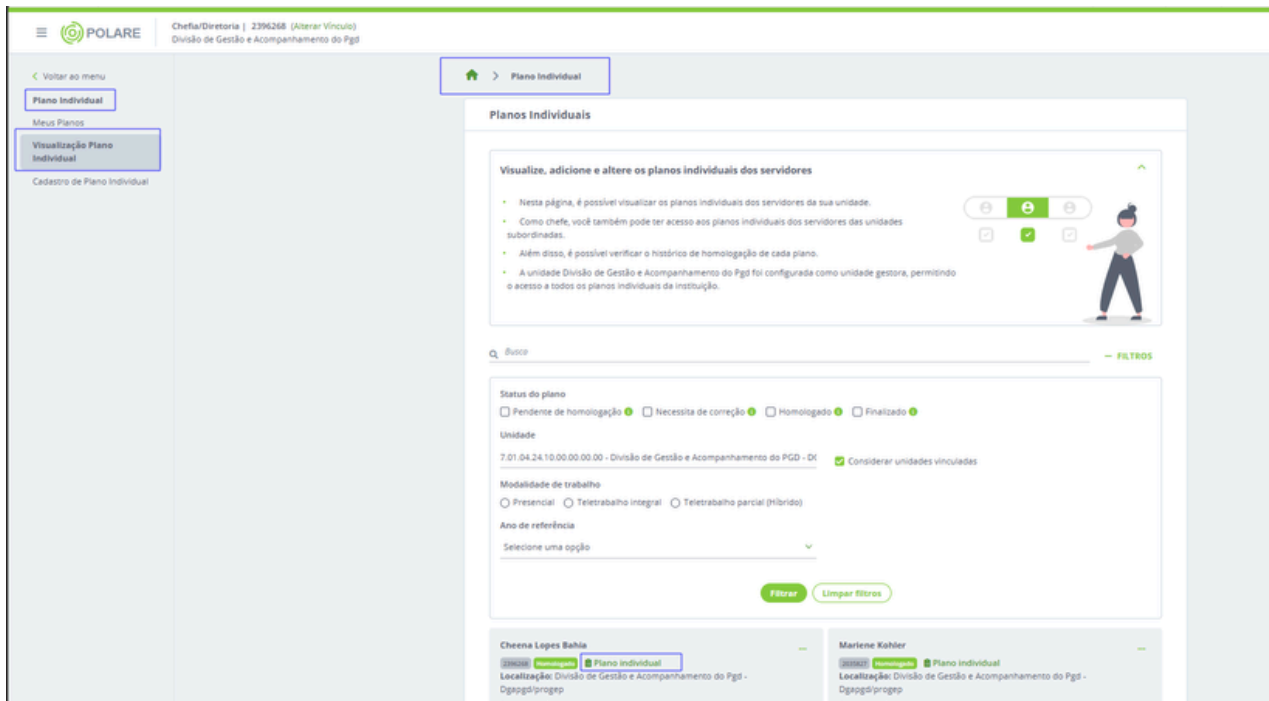 POLARE
Chefia/Diretoria | 2396268 (Alterar Vínculo)
Divisão de Gestão e Acompanhamento do Pgd
Voltar ao menu
Plano Individual
Meus Planos
Visualização Plano
Individual
Cadastro de Plano Individual
Plano Individual
Planos Individuais
Visualize, adicione e altere os planos individuais dos servidores
Nesta página, é possível visualizar os planos individuais dos servidores da sua unidade.
Como chefe, você também pode ter acesso aos planos individuais dos servidores das unidades
subordinadas.
Além disso, é possível verificar o histórico de homologação de cada plano.
A unidade Divisão de Gestão e Acompanhamento do Pgd foi configurada como unidade gestora, permitindo
o acesso a todos os planos individuais da instituição.
Busca
— FILTROS
Status do plano
Pendente de homologação Necessita de correção Homologado Finalizado
Unidade
7.01.04.24.10.00.00.00.00 - Divisão de Gestão e Acompanhamento do PGD - D
Considerar unidades vinculadas
Modalidade de trabalho
Presencial Teletrabalho integral Teletrabalho parcial (Híbrido)
Ano de referência
Selecione uma opção
Filtrar Limpar filtros
Cheena Lopes Bahia
2396268 Homologado Plano individual
Localização: Divisão de Gestão e Acompanhamento do Pgd -
Dgapgd/progep
Marlene Kohler
2035827 Homologado Plano individual
Localização: Divisão de Gestão e Acompanhamento do Pgd -
Dgapgd/progep